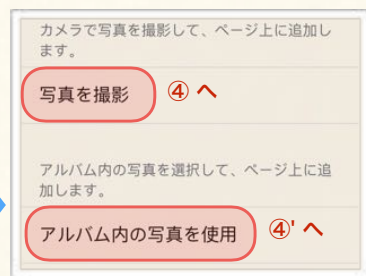 カメラで写真を撮影して、ページ上に追加し
ます。
写真を撮影 ④ へ
アルバム内の写真を選択して、ページ上に追
加します。
アルバム内の写真を使用 ④' へ